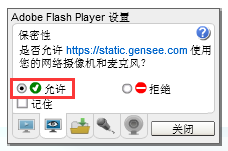 Adobe Flash Player 设置
保密性
是否允许 https://static.gensee.com 使用
您的网络摄像机和麦克风?
允许 拒绝
记住
关闭